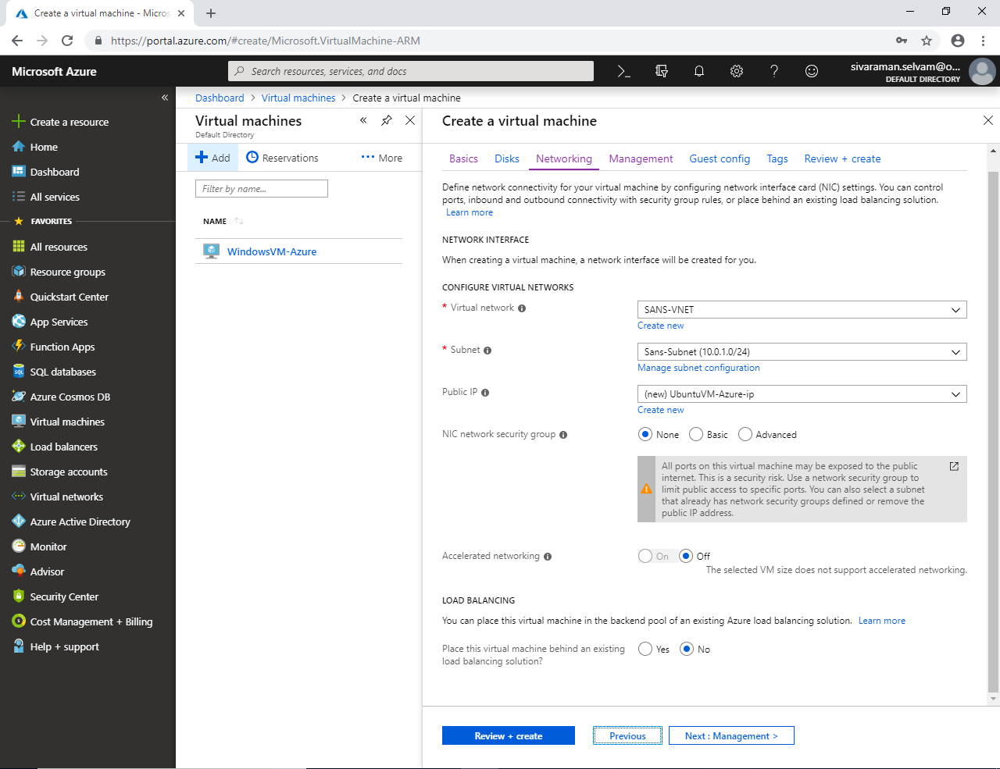 Create a virtual machine - Micros
https://portal.azure.com/#create/Microsoft.VirtualMachine-ARM
Microsoft Azure
Search resources, services, and docs
sivaraman.selvam@o...
DEFAULT DIRECTORY
Create a resource
Home
Dashboard
All services
FAVORITES
All resources
Resource groups
Quickstart Center
App Services
Function Apps
SQL databases
Azure Cosmos DB
Virtual machines
Load balancers
Storage accounts
Virtual networks
Azure Active Directory
Monitor
Advisor
Security Center
Cost Management + Billing
Help + support
Dashboard > Virtual machines > Create a virtual machine
Virtual machines
Default Directory
Add Reservations ··· More
Filter by name...
NAME
WindowsVM-Azure
Create a virtual machine
Basics Disks Networking Management Guest config Tags Review + create
Define network connectivity for your virtual machine by configuring network interface card (NIC) settings. You can control
ports, inbound and outbound connectivity with security group rules, or place behind an existing load balancing solution.
Learn more
NETWORK INTERFACE
When creating a virtual machine, a network interface will be created for you.
CONFIGURE VIRTUAL NETWORKS
* Virtual network SANS-VNET
Create new
* Subnet Sans-Subnet (10.0.1.0/24)
Manage subnet configuration
Public IP (new) UbuntuVM-Azure-ip
Create new
NIC network security group None Basic Advanced
All ports on this virtual machine may be exposed to the public
internet. This is a security risk. Use a network security group to
limit public access to specific ports. You can also select a subnet
that already has network security groups defined or remove the
public IP address.
Accelerated networking On Off
The selected VM size does not support accelerated networking.
LOAD BALANCING
You can place this virtual machine in the backend pool of an existing Azure load balancing solution. Learn more
Place this virtual machine behind an existing Yes No
load balancing solution?
Review + create Previous Next : Management >